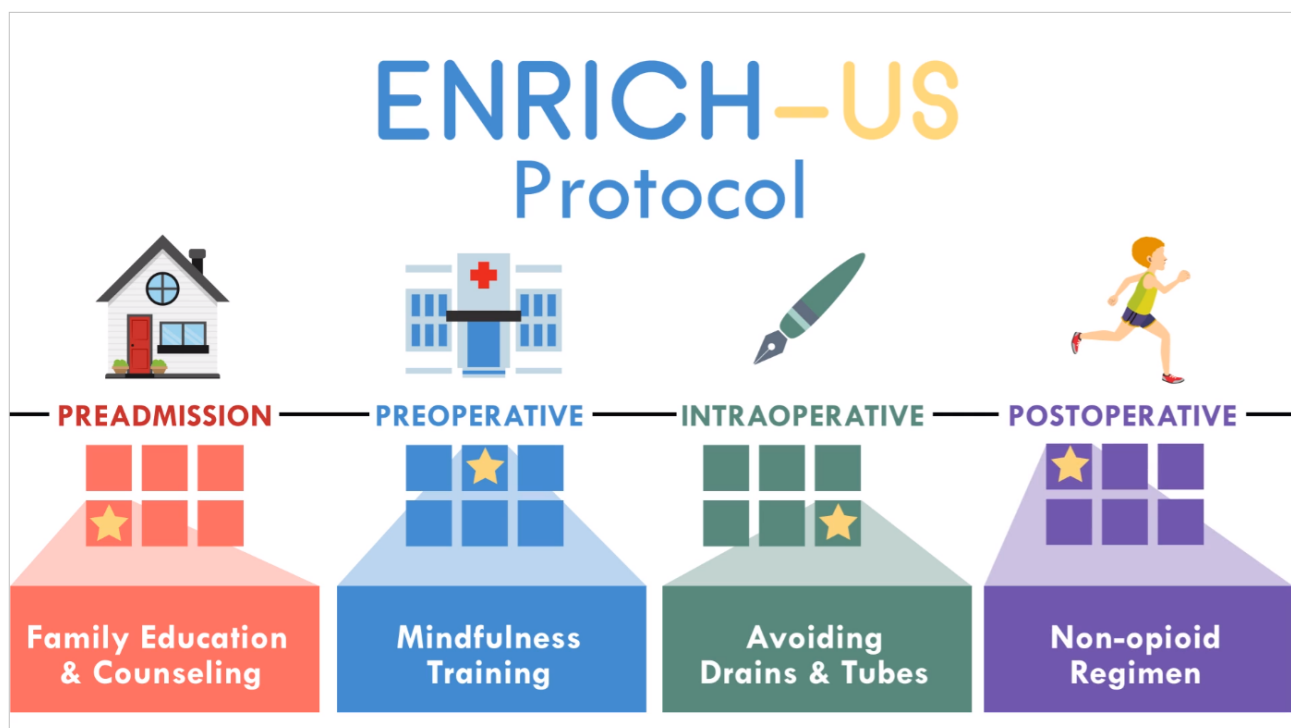 ENRICH–US
Protocol
PREADMISSION
PREOPERATIVE
INTRAOPERATIVE
POSTOPERATIVE
Family Education
& Counseling
Mindfulness
Training
Avoiding
Drains & Tubes
Non-opioid
Regimen